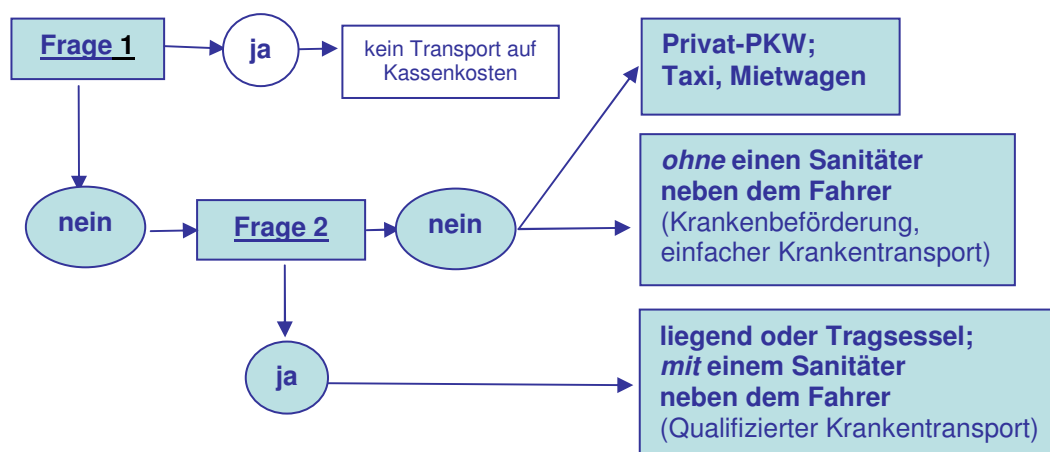 Frage 1
ja
kein Transport auf
Kassenkosten
Privat-PKW;
Taxi, Mietwagen
nein
Frage 2
nein
ohne einen Sanitäter
neben dem Fahrer
(Krankenbeförderung,
einfacher Krankentransport)
ja
liegend oder Tragsessel;
mit einem Sanitäter
neben dem Fahrer
(Qualifizierter Krankentransport)